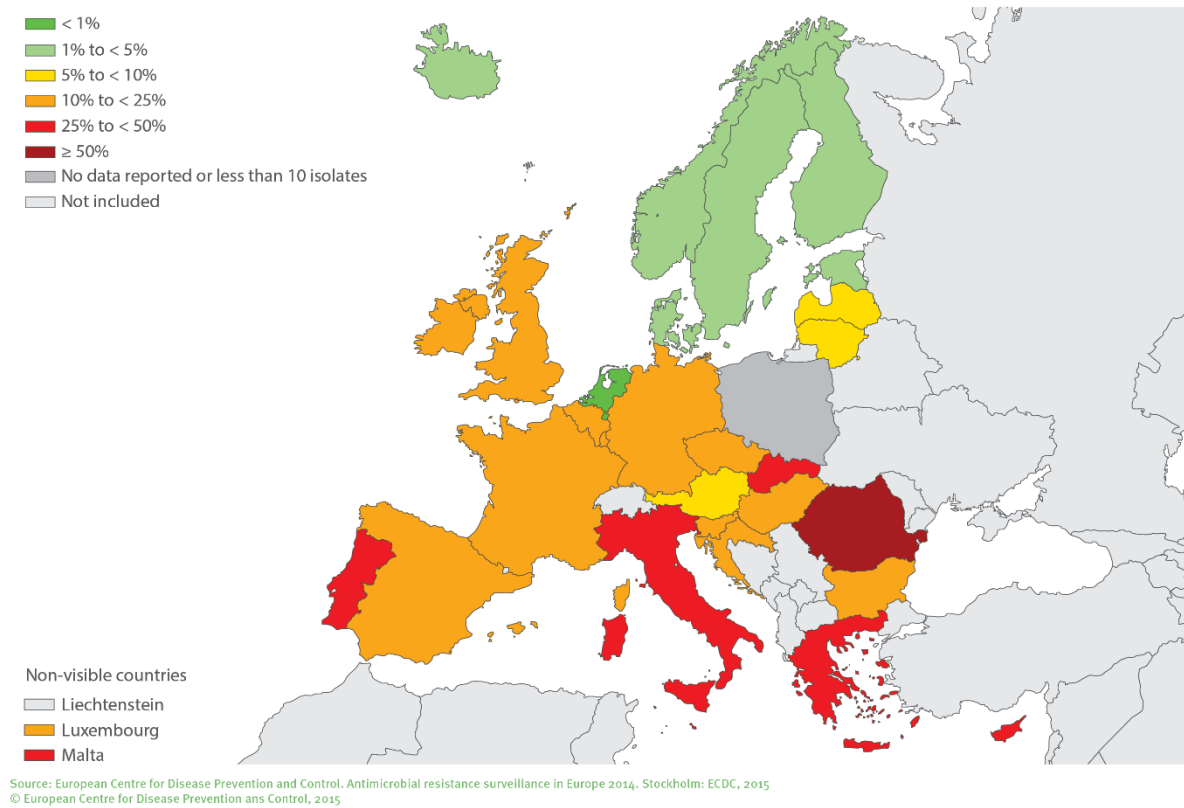 < 1%
1% to < 5%
5% to < 10%
10% to < 25%
25% to < 50%
≥ 50%
No data reported or less than 10 isolates
Not included
Non-visible countries
Liechtenstein
Luxembourg
Malta
Source: European Centre for Disease Prevention and Control. Antimicrobial resistance surveillance in Europe 2014. Stockholm: ECDC, 2015
© European Centre for Disease Prevention ans Control, 2015